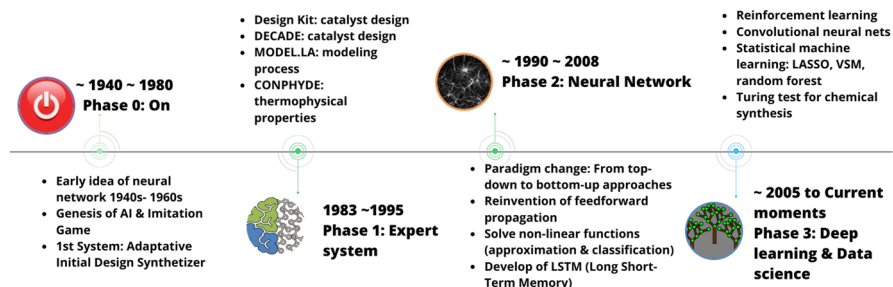 ~ 1940 ~ 1980
Phase 0: On
• Early idea of neural
network 1940s- 1960s
• Genesis of AI & Imitation
Game
• 1st System: Adaptative
Initial Design Synthetizer
• Design Kit: catalyst design
• DECADE: catalyst design
• MODEL.LA: modeling
process
• CONPHYDE:
thermophysical
properties
1983 ~1995
Phase 1: Expert
system
~ 1990 ~ 2008
Phase 2: Neural Network
• Paradigm change: From top-
down to bottom-up approaches
• Reinvention of feedforward
propagation
• Solve non-linear functions
(approximation & classification)
• Develop of LSTM (Long Short-
Term Memory)
• Reinforcement learning
• Convolutional neural nets
• Statistical machine
learning: LASSO, VSM,
random forest
• Turing test for chemical
synthesis
~ 2005 to Current
moments
Phase 3: Deep
learning & Data
science